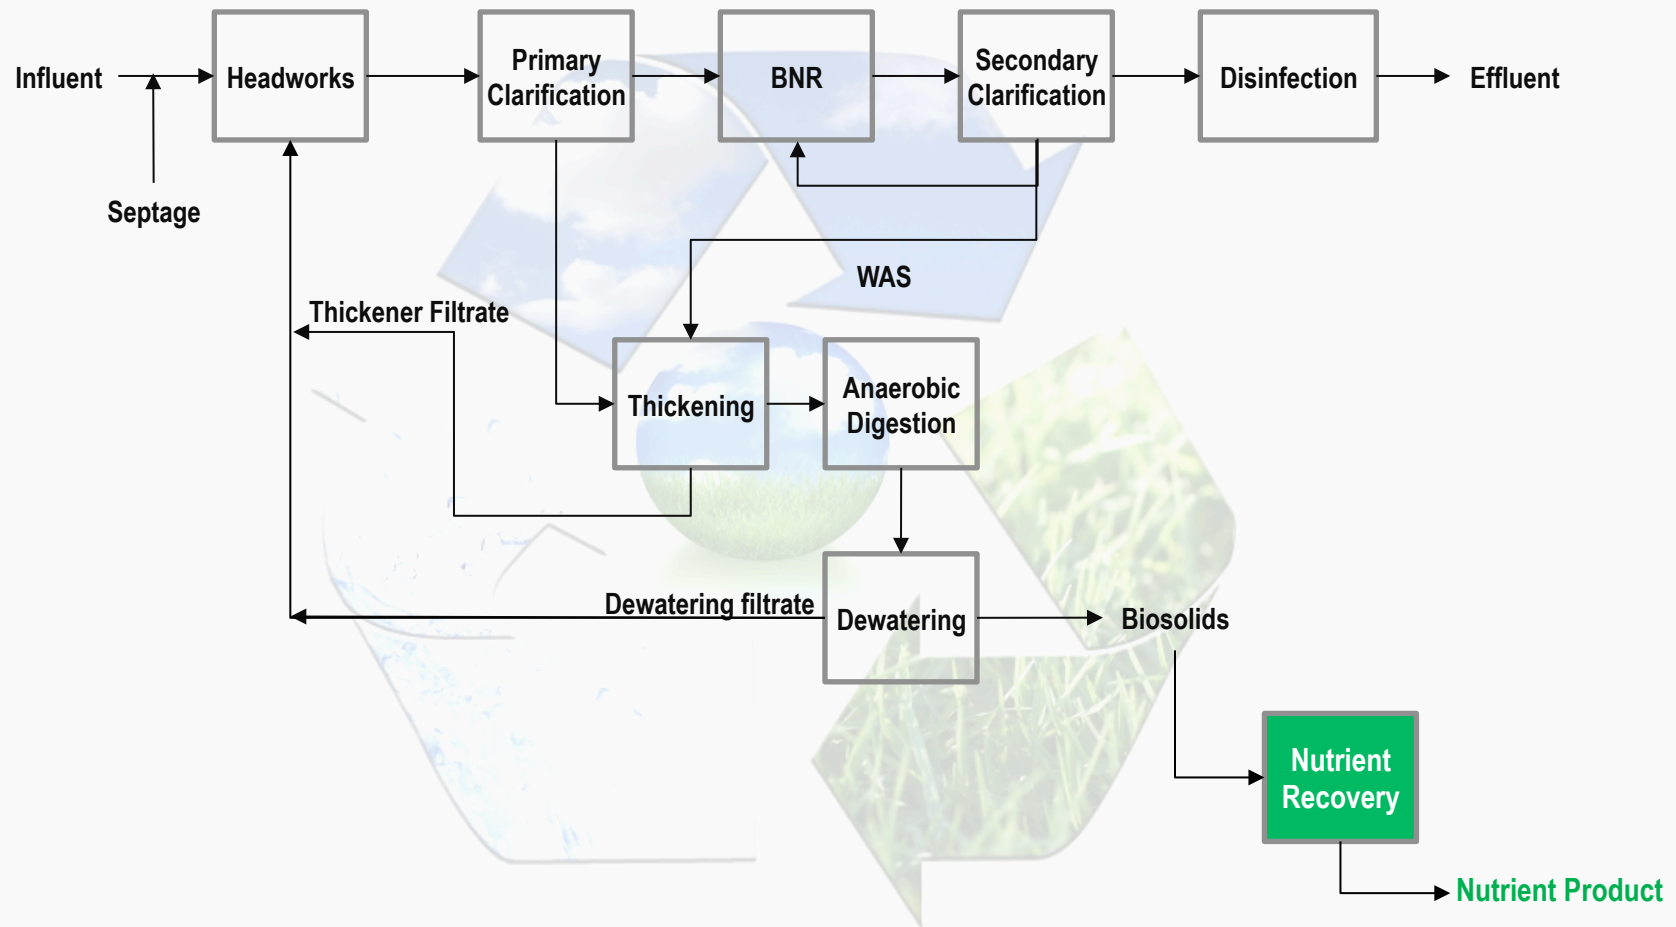 Influent
Headworks
Primary
Clarification
BNR
Secondary
Clarification
Disinfection
Effluent
Septage
WAS
Thickener Filtrate
Thickening
Anaerobic
Digestion
Dewatering filtrate
Dewatering
Biosolids
Nutrient
Recovery
Nutrient Product